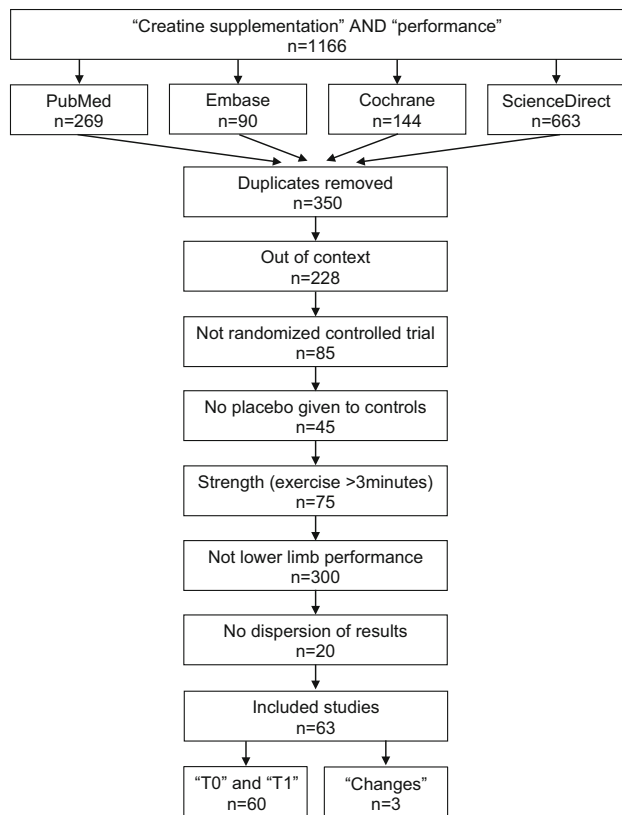 “Creatine supplementation” AND “performance”
n=1166
PubMed
n=269
Embase
n=90
Cochrane
n=144
ScienceDirect
n=663
Duplicates removed
n=350
Out of context
n=228
Not randomized controlled trial
n=85
No placebo given to controls
n=45
Strength (exercise >3minutes)
n=75
Not lower limb performance
n=300
No dispersion of results
n=20
Included studies
n=63
“T0” and “T1”
n=60
“Changes”
n=3